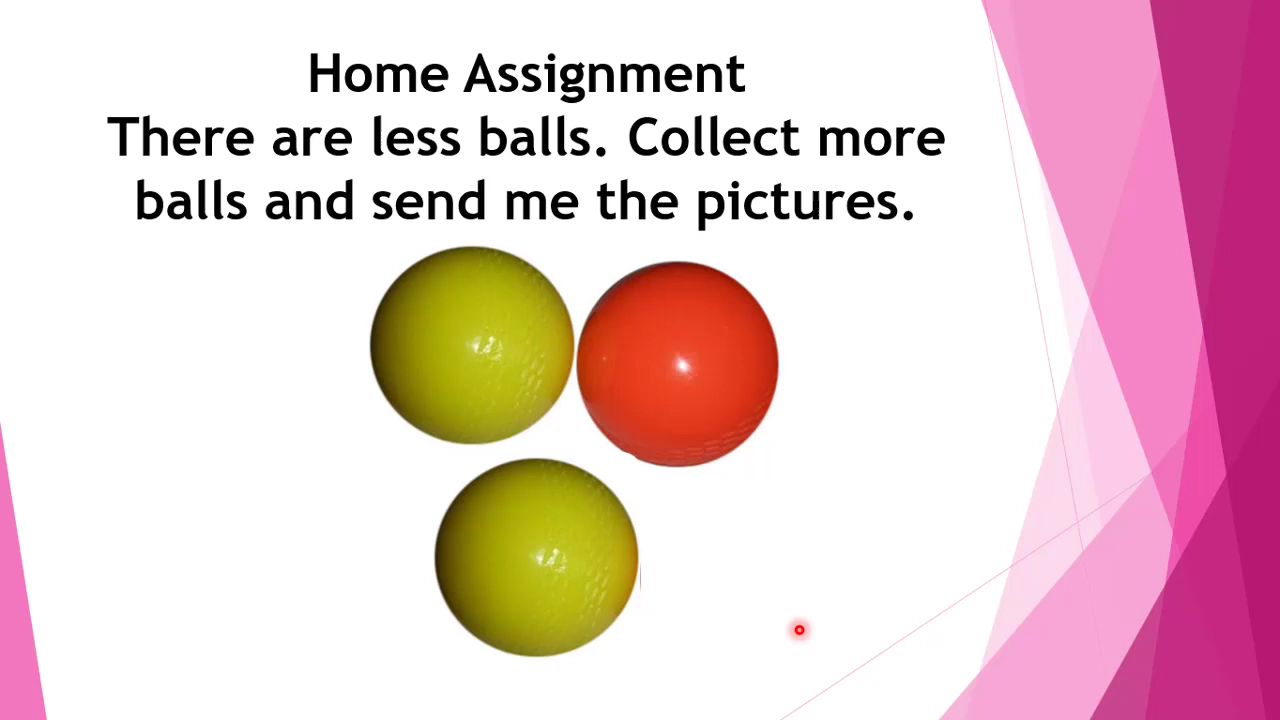 Home Assignment
There are less balls. Collect more
balls and send me the pictures.